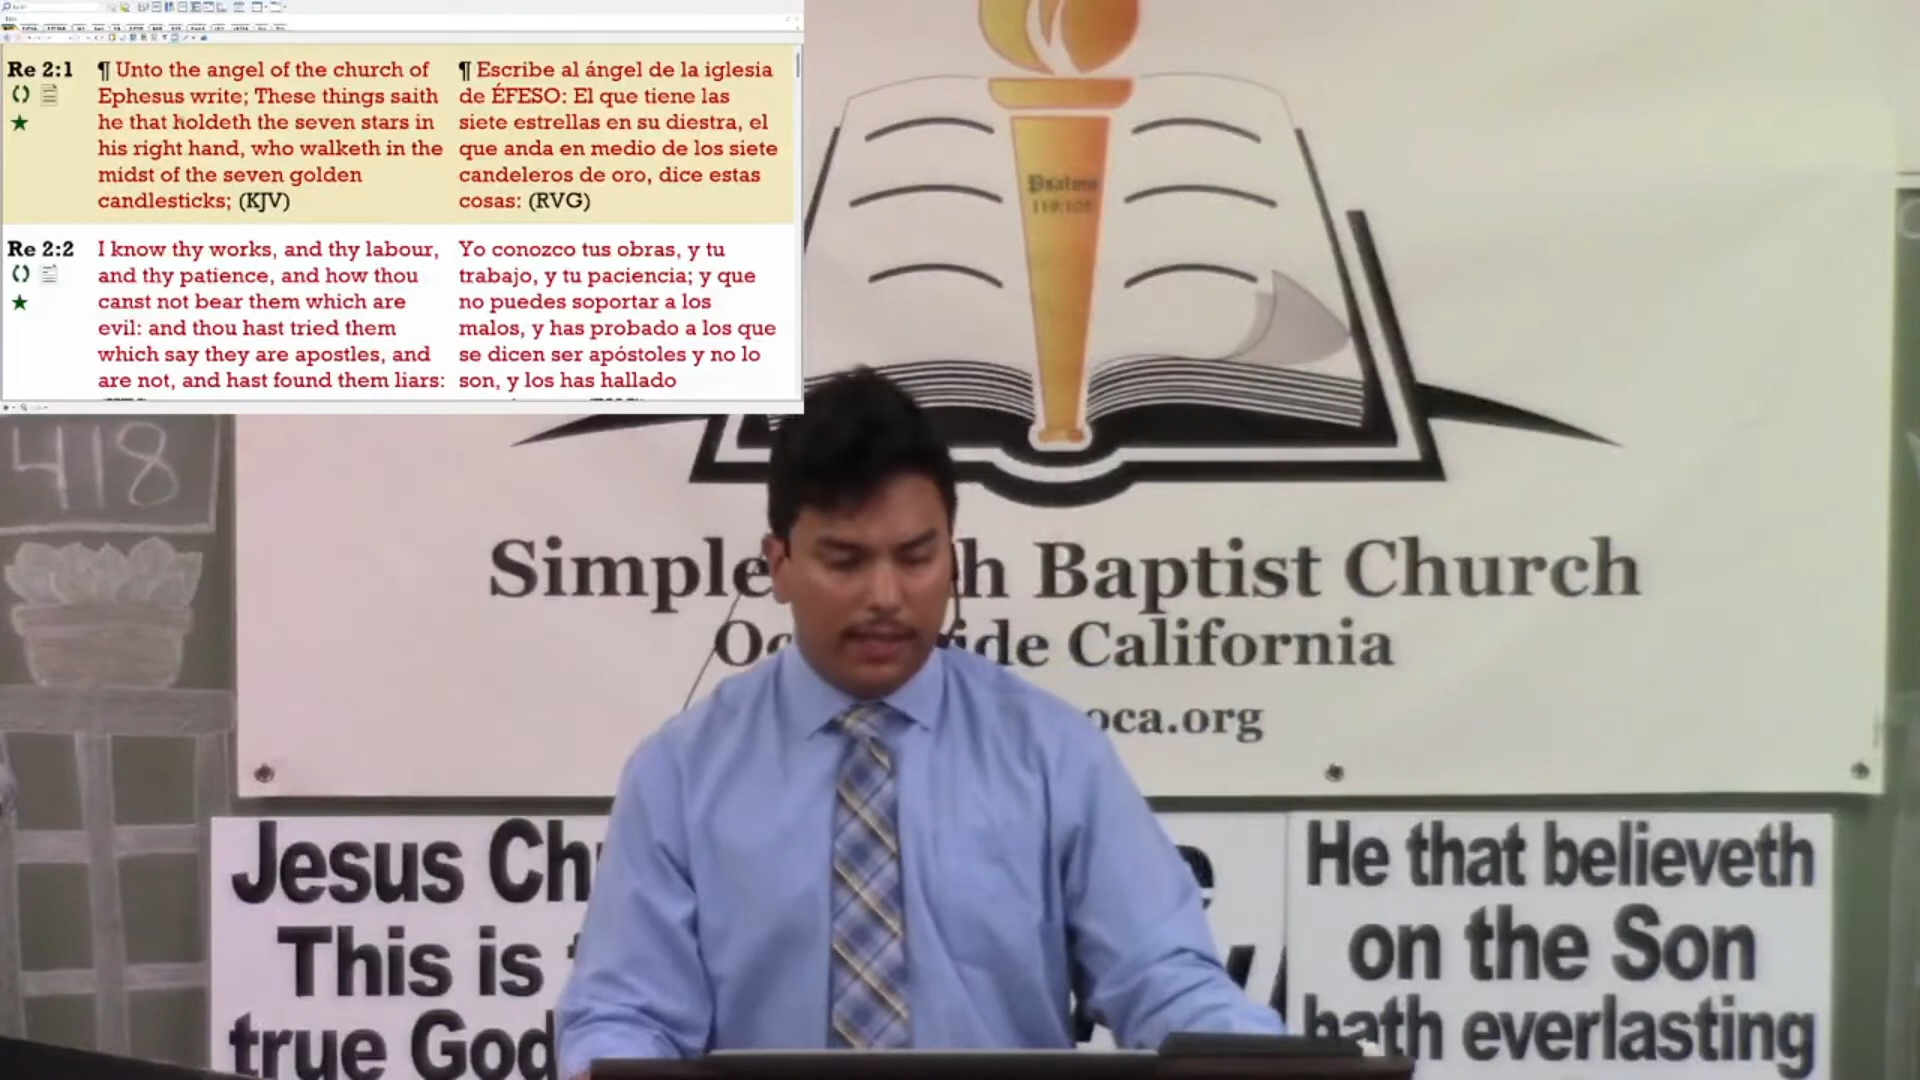 Re 2:1
¶ Unto the angel of the church of
Ephesus write; These things saith
he that holdeth the seven stars in
his right hand, who walketh in the
midst of the seven golden
candlesticks; (KJV)
¶ Escribe al ángel de la iglesia
de ÉFESO: El que tiene las
siete estrellas en su diestra, el
que anda en medio de los siete
candeleros de oro, dice estas
cosas: (RVG)
Re 2:2
I know thy works, and thy labour,
and thy patience, and how thou
canst not bear them which are
evil: and thou hast tried them
which say they are apostles, and
are not, and hast found them liars:
Yo conozco tus obras, y tu
trabajo, y tu paciencia; y que
no puedes soportar a los
malos, y has probado a los que
se dicen ser apóstoles y no lo
son, y los has hallado
Psalms
119:105
418
Simple h Baptist Church
Oc ide California
oca.org
Jesus Ch
This is
true God
He that believeth
on the Son
hath everlasting